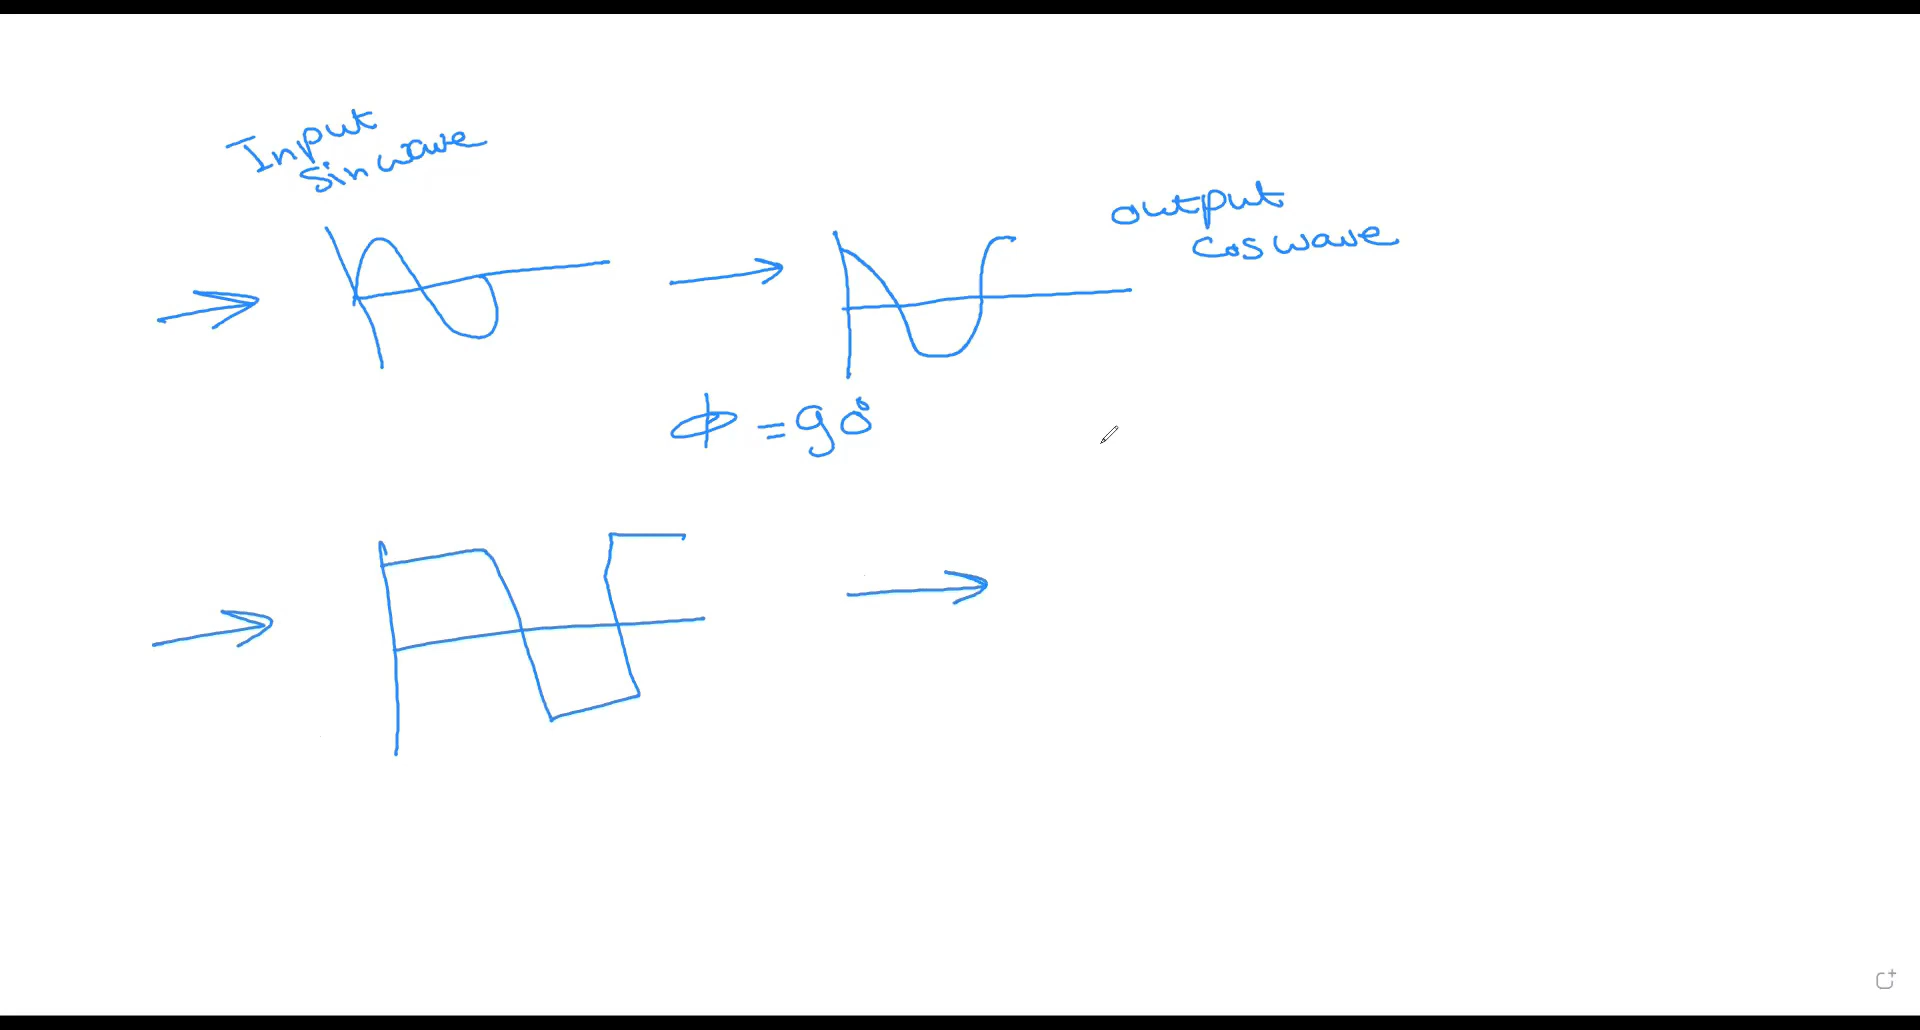 Input
Sin wave
output
Cos wave
ϕ = 90°